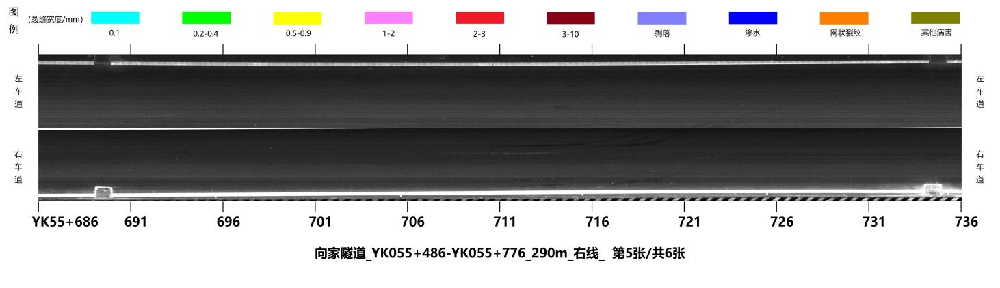 图例
(裂缝宽度/mm)
0.1 0.2-0.4 0.5-0.9 1-2 2-3 3-10 剥落 渗水 网状裂纹 其他病害
左车道 左车道
右车道 右车道
YK55+686 691 696 701 706 711 716 721 726 731 736
向家隧道_YK055+486-YK055+776_290m_右线_ 第5张/共6张